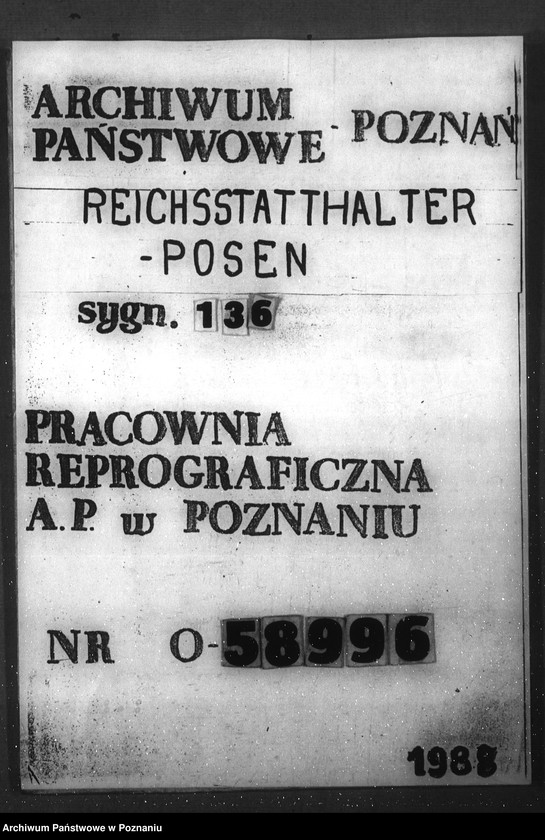 ARCHIWUM
PAŃSTWOWE - POZNAŃ
REICHSSTATTHALTER
-POSEN
sygn. 136
PRACOWNIA
REPROGRAFICZNA
A.P. w POZNANIU
NR O-58996
1988
Archiwum Państwowe w Poznaniu